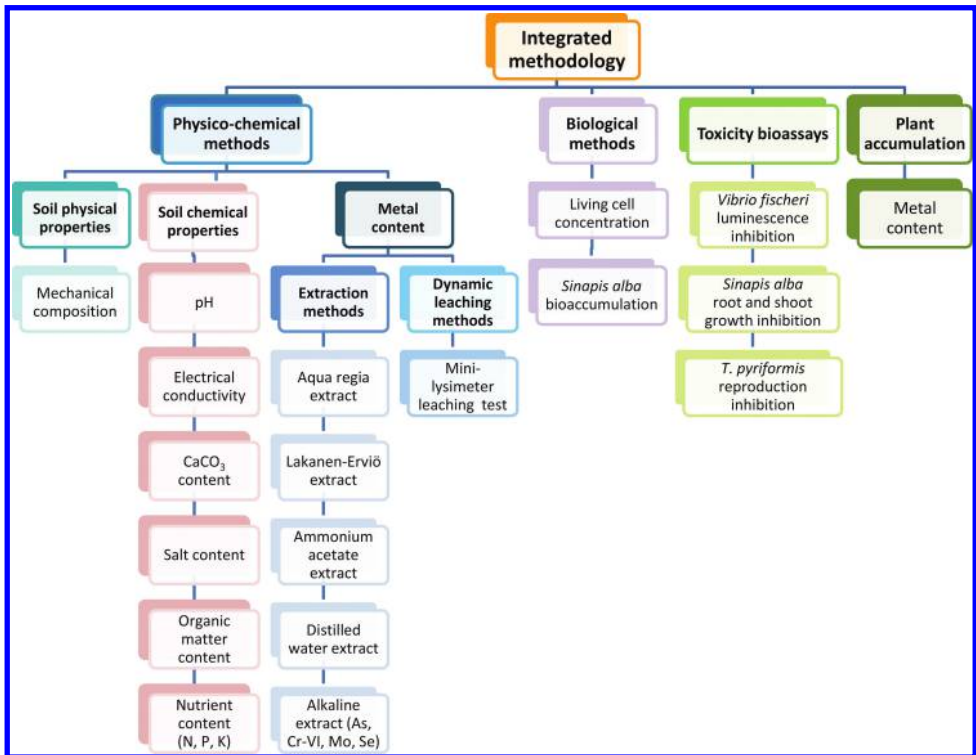 Integrated
methodology
Physico-chemical
methods
Biological
methods
Toxicity bioassays
Plant
accumulation
Soil physical
properties
Soil chemical
properties
Metal
content
Living cell
concentration
Vibrio fischeri
luminescence
inhibition
Metal
content
Mechanical
composition
pH
Extraction
methods
Dynamic
leaching
methods
Sinapis alba
bioaccumulation
Sinapis alba
root and shoot
growth inhibition
Electrical
conductivity
Aqua regia
extract
Mini-
lysimeter
leaching test
T. pyriformis
reproduction
inhibition
CaCO₃
content
Lakanen-Erviö
extract
Salt content
Ammonium
acetate
extract
Organic
matter
content
Distilled
water extract
Nutrient
content
(N, P, K)
Alkaline
extract (As,
Cr-VI, Mo, Se)